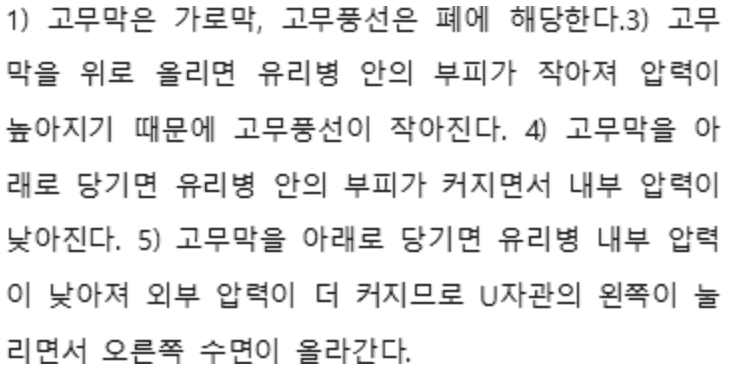 1) 고무막은 가로막, 고무풍선은 폐에 해당한다.3) 고무
막을 위로 올리면 유리병 안의 부피가 작아져 압력이
높아지기 때문에 고무풍선이 작아진다. 4) 고무막을 아
래로 당기면 유리병 안의 부피가 커지면서 내부 압력이
낮아진다. 5) 고무막을 아래로 당기면 유리병 내부 압력
이 낮아져 외부 압력이 더 커지므로 U자관의 왼쪽이 눌
리면서 오른쪽 수면이 올라간다.